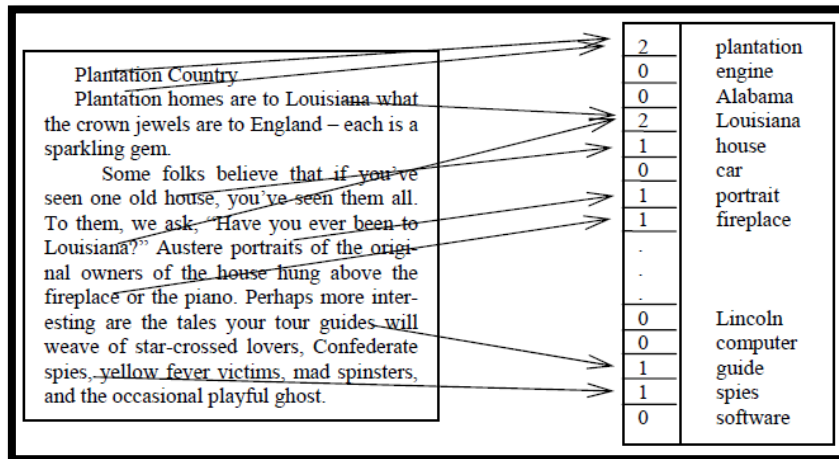 Plantation Country
Plantation homes are to Louisiana what
the crown jewels are to England – each is a
sparkling gem.
Some folks believe that if you've
seen one old house, you've seen them all.
To them, we ask, "Have you ever been to
Louisiana?" Austere portraits of the origi-
nal owners of the house hung above the
fireplace or the piano. Perhaps more inter-
esting are the tales your tour guides will
weave of star-crossed lovers, Confederate
spies, yellow fever victims, mad spinsters,
and the occasional playful ghost.
2 plantation
0 engine
0 Alabama
2 Louisiana
1 house
0 car
1 portrait
1 fireplace
.
.
.
0 Lincoln
0 computer
1 guide
1 spies
0 software